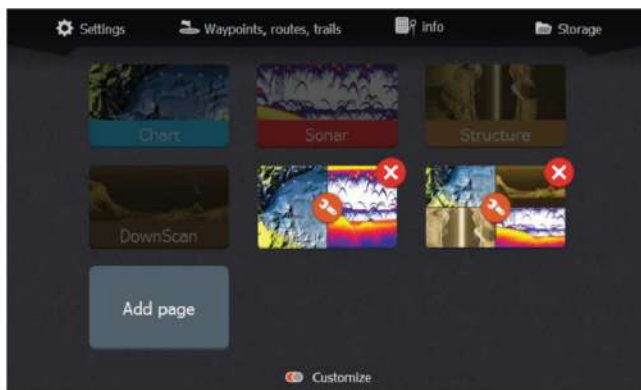 Settings
Waypoints, routes, trails
info
Storage
Chart
Sonar
Structure
DownScan
Add page
Customize